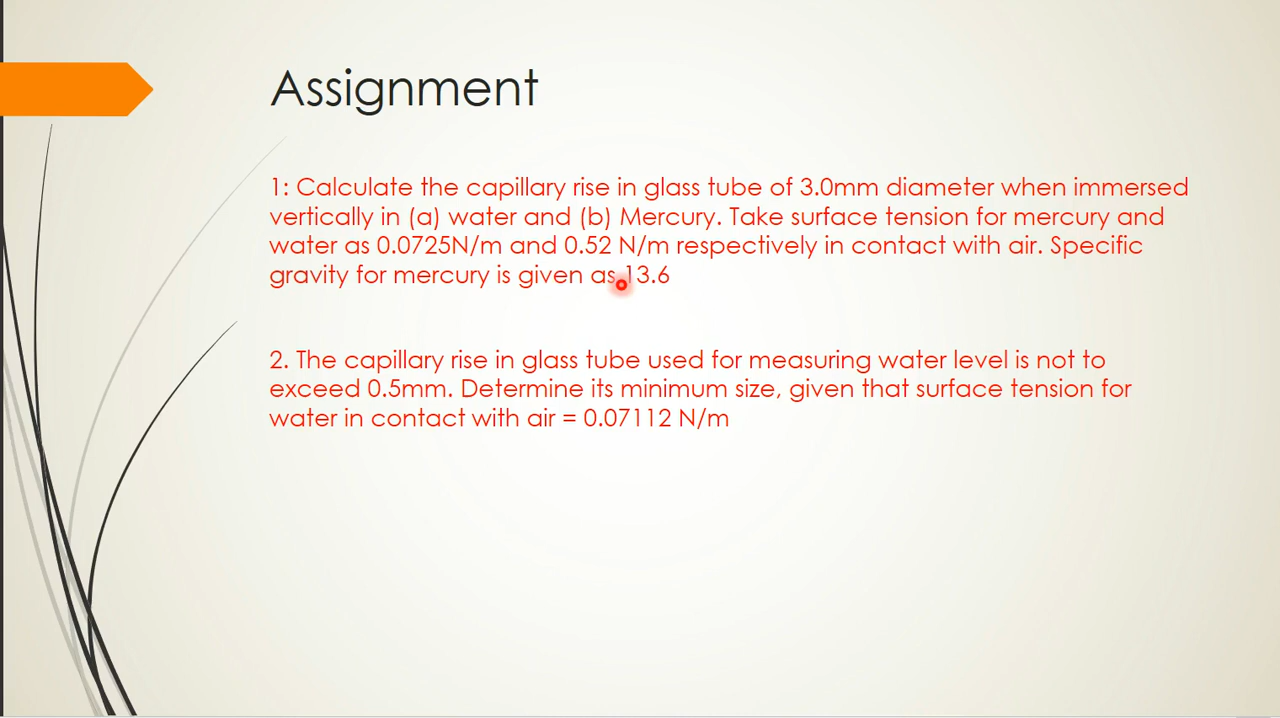 Assignment
1: Calculate the capillary rise in glass tube of 3.0mm diameter when immersed
vertically in (a) water and (b) Mercury. Take surface tension for mercury and
water as 0.0725N/m and 0.52 N/m respectively in contact with air. Specific
gravity for mercury is given as 13.6
2. The capillary rise in glass tube used for measuring water level is not to
exceed 0.5mm. Determine its minimum size, given that surface tension for
water in contact with air = 0.07112 N/m